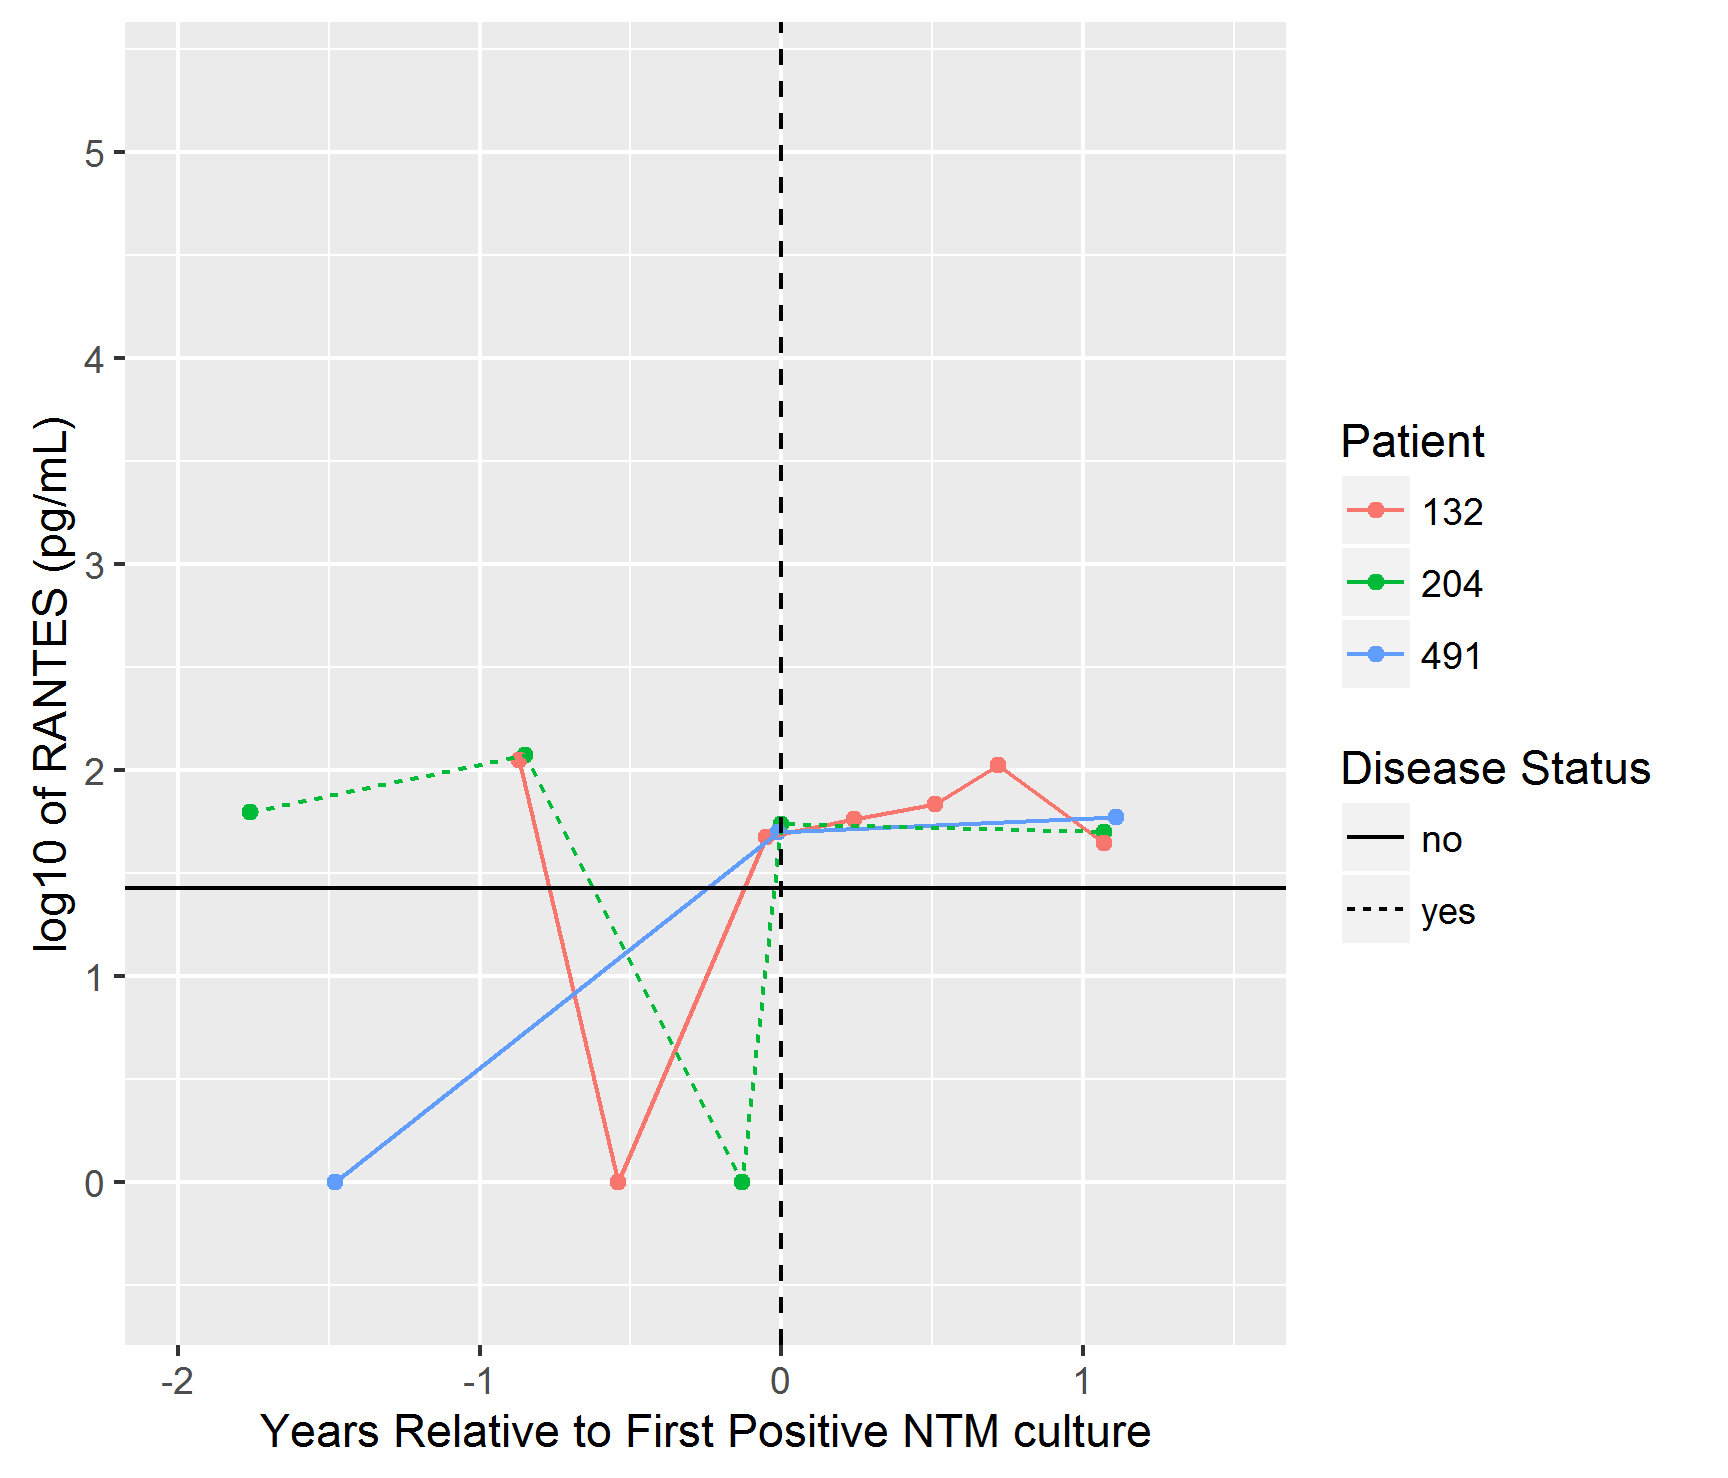 log10 of RANTES (pg/mL)
5
4
3
2
1
0
-2
-1
0
1
Years Relative to First Positive NTM culture
Patient
132
204
491
Disease Status
no
yes